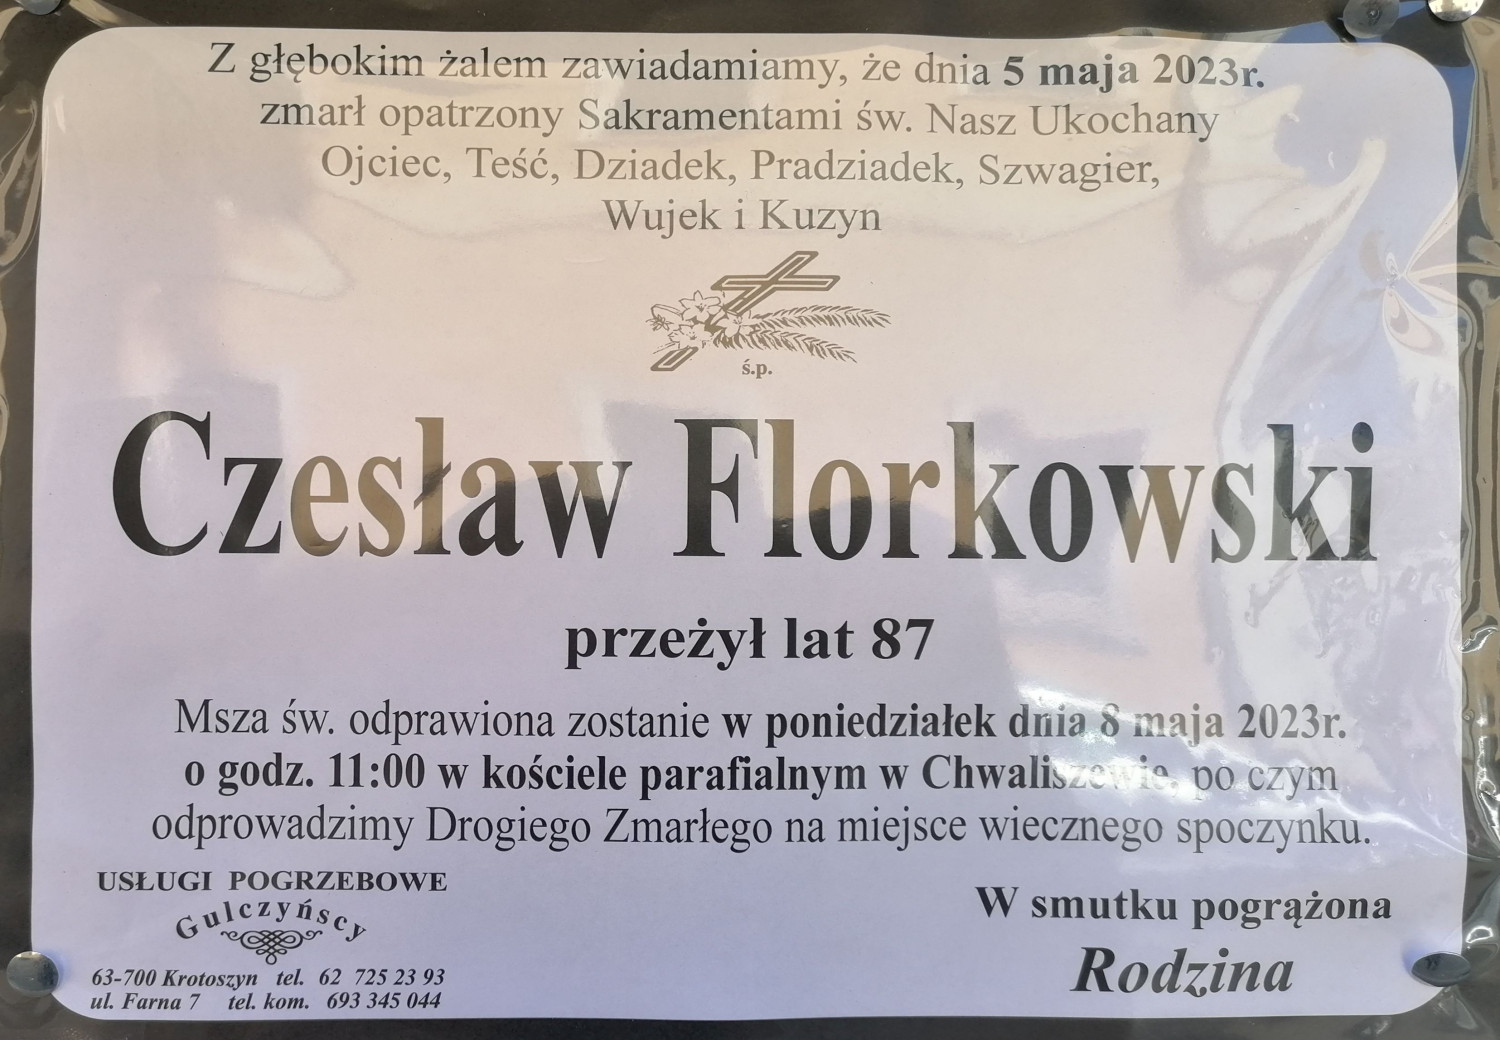 Z głębokim żalem zawiadamiamy, że dnia 5 maja 2023r.
zmarł opatrzony Sakramentami św. Nasz Ukochany
Ojciec, Teść, Dziadek, Pradziadek, Szwagier,
Wujek i Kuzyn
ś.p.
Czesław Florkowski
przeżył lat 87
Msza św. odprawiona zostanie w poniedziałek dnia 8 maja 2023r.
o godz. 11:00 w kościele parafialnym w Chwaliszewie, po czym
odprowadzimy Drogiego Zmarłego na miejsce wiecznego spoczynku.
USŁUGI POGRZEBOWE
Gulczyńscy
63-700 Krotoszyn tel. 62 725 23 93
ul. Farna 7 tel. kom. 693 345 044
W smutku pogrążona
Rodzina